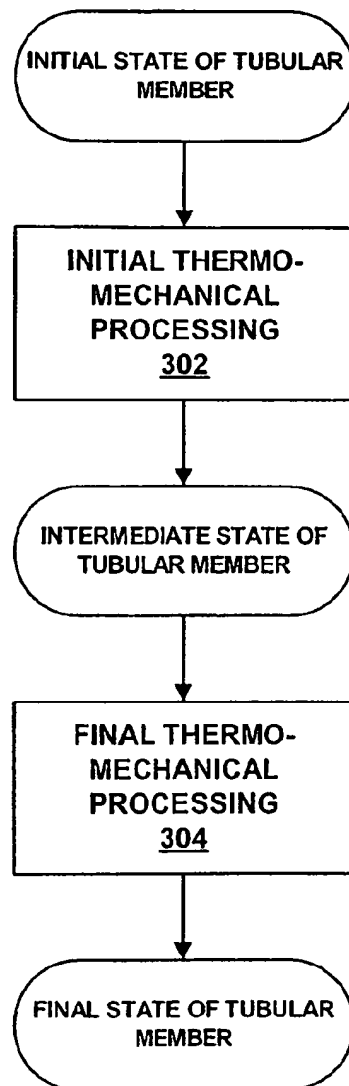 INITIAL STATE OF TUBULAR
MEMBER
INITIAL THERMO-
MECHANICAL
PROCESSING
302
INTERMEDIATE STATE OF
TUBULAR MEMBER
FINAL THERMO-
MECHANICAL
PROCESSING
304
FINAL STATE OF TUBULAR
MEMBER